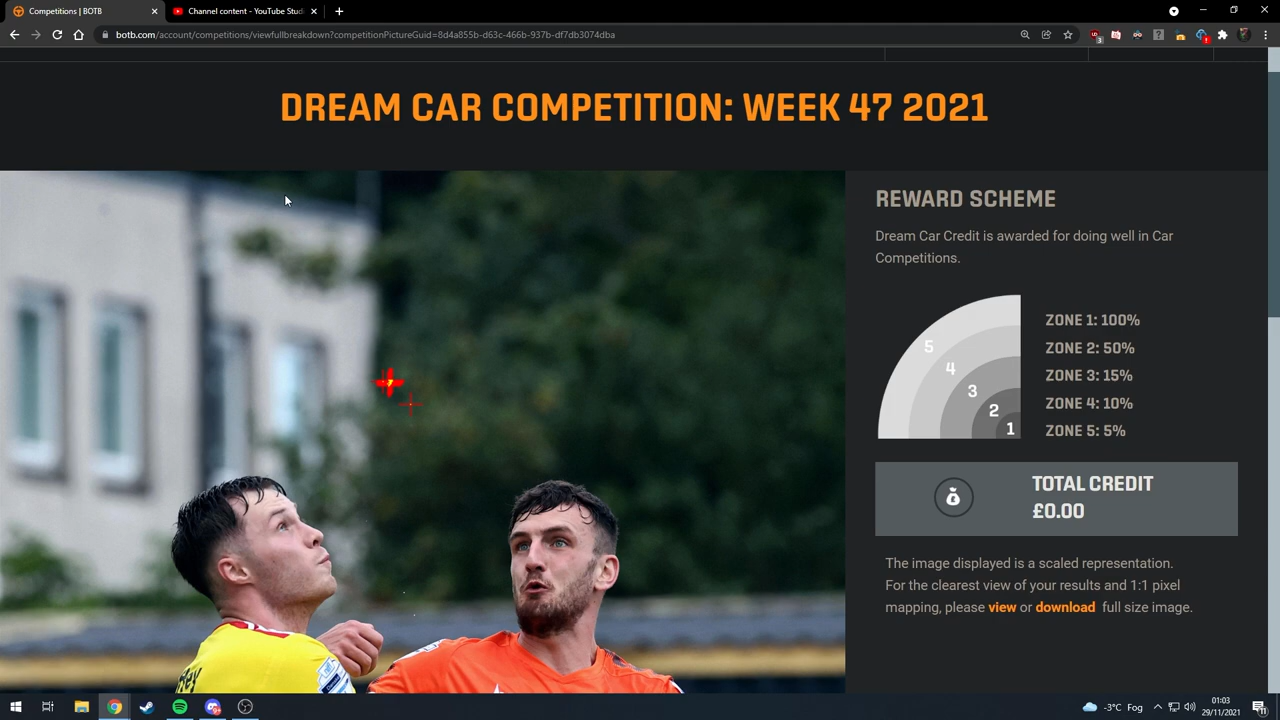 Competitions | BOTB
Channel content - YouTube Stud
botb.com/account/competitions/viewfullbreakdown?competitionPictureGuid=8d4a855b-d63c-466b-937b-df7db3074dba
DREAM CAR COMPETITION: WEEK 47 2021
REWARD SCHEME
Dream Car Credit is awarded for doing well in Car
Competitions.
5
4
3
2
1
ZONE 1: 100%
ZONE 2: 50%
ZONE 3: 15%
ZONE 4: 10%
ZONE 5: 5%
TOTAL CREDIT
£0.00
The image displayed is a scaled representation.
For the clearest view of your results and 1:1 pixel
mapping, please view or download full size image.
-3°C Fog
01:03
29/11/2021